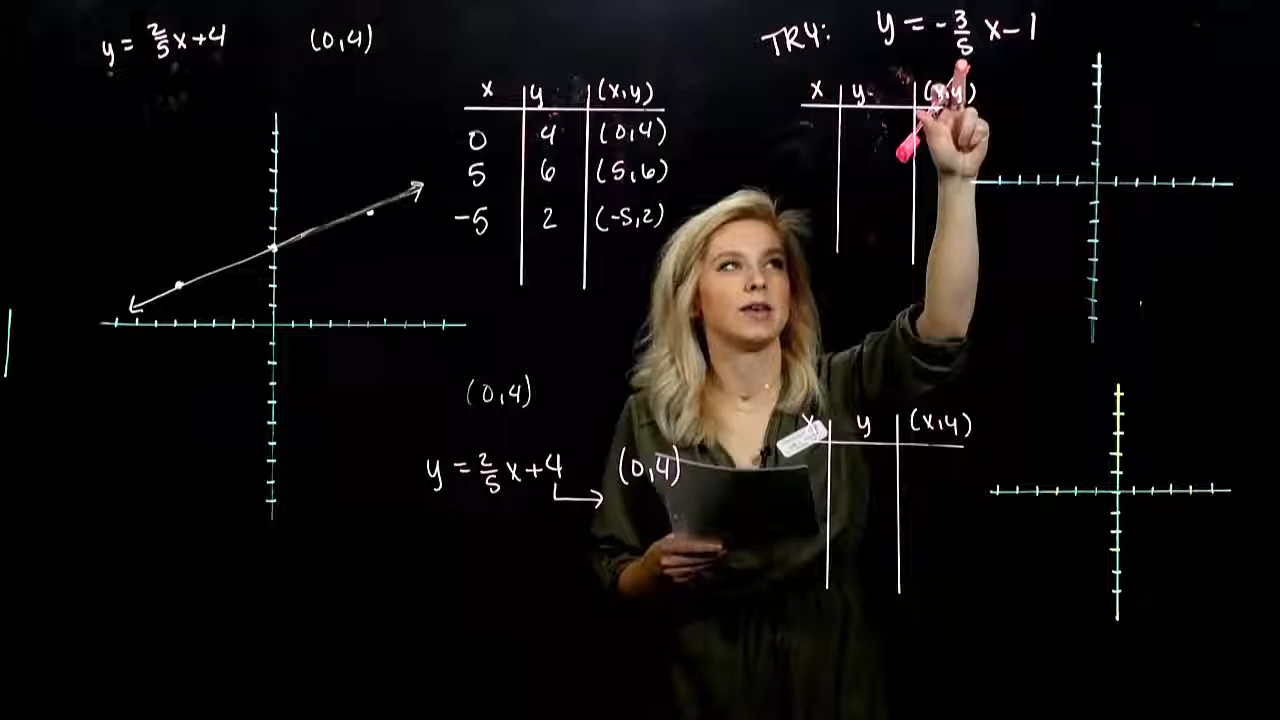 y = 2/5 x + 4
(0,4)
x y (x,y)
0 4 (0,4)
5 6 (5,6)
-5 2 (-5,2)
TRY: y = - 3/5 x - 1
x y (x,y)
(0,4)
y = 2/5 x + 4 (0,4)
x y (x,y)